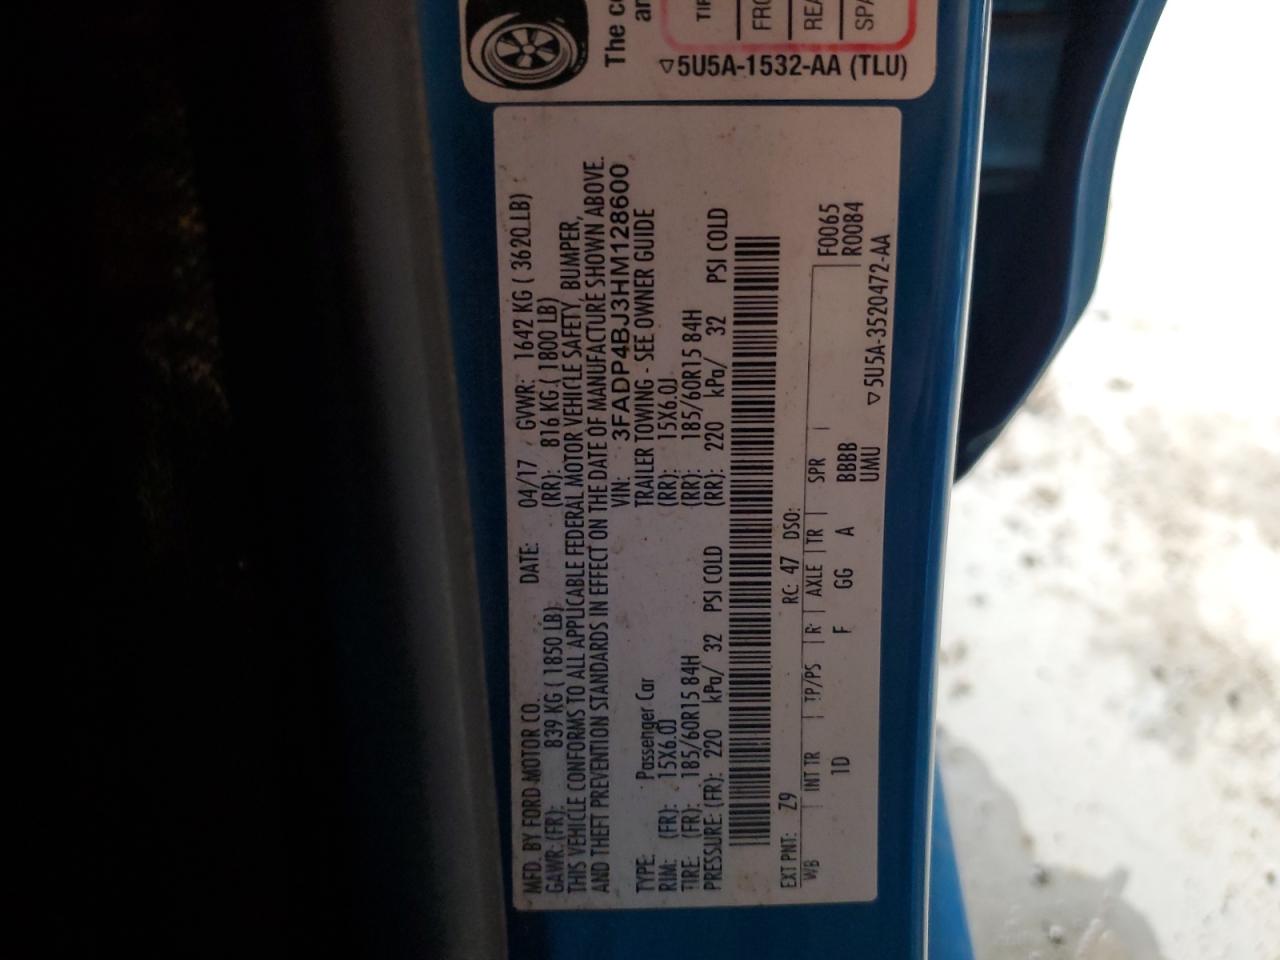 The
TIR
FRO
REA
SPA
▽5U5A-1532-AA (TLU)
MFD. BY FORD MOTOR CO. DATE: 04/17 GVWR: 1642 KG ( 3620 LB)
GAWR: (FR): 839 KG ( 1850 LB) (RR): 816 KG ( 1800 LB)
THIS VEHICLE CONFORMS TO ALL APPLICABLE FEDERAL MOTOR VEHICLE SAFETY, BUMPER,
AND THEFT PREVENTION STANDARDS IN EFFECT ON THE DATE OF MANUFACTURE SHOWN ABOVE.
VIN: 3FADP4BJ3HM128600
TYPE: Passenger Car TRAILER TOWING - SEE OWNER GUIDE
RIM: (FR): 15X6.0J (RR): 15X6.0J
TIRE: (FR): 185/60R15 84H (RR): 185/60R15 84H
PRESSURE: (FR): 220 kPa/ 32 PSI COLD (RR): 220 kPa/ 32 PSI COLD
EXT PNT: Z9 RC: 47 DSO:
WB INT TR TP/PS R AXLE TR SPR F0065
1D F GG A BBBB R0084
UMU
▽5U5A-3520472-AA